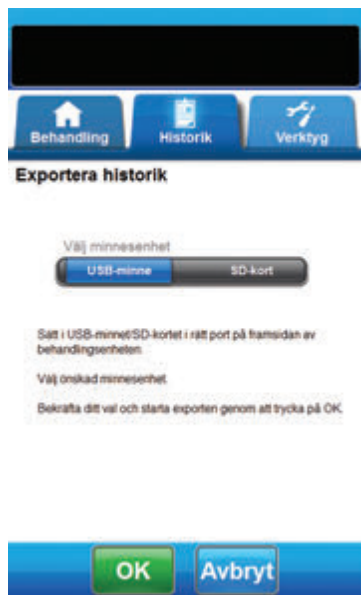 Behandling
Historik
Verktyg
Exportera historik
Välj minnesenhet
USB-minne
SD-kort
Sätt i USB-minnet/SD-kortet i rätt port på framsidan av
behandlingsenheten.
Välj önskad minnesenhet.
Bekräfta ditt val och starta exporten genom att trycka på OK.
OK
Avbryt